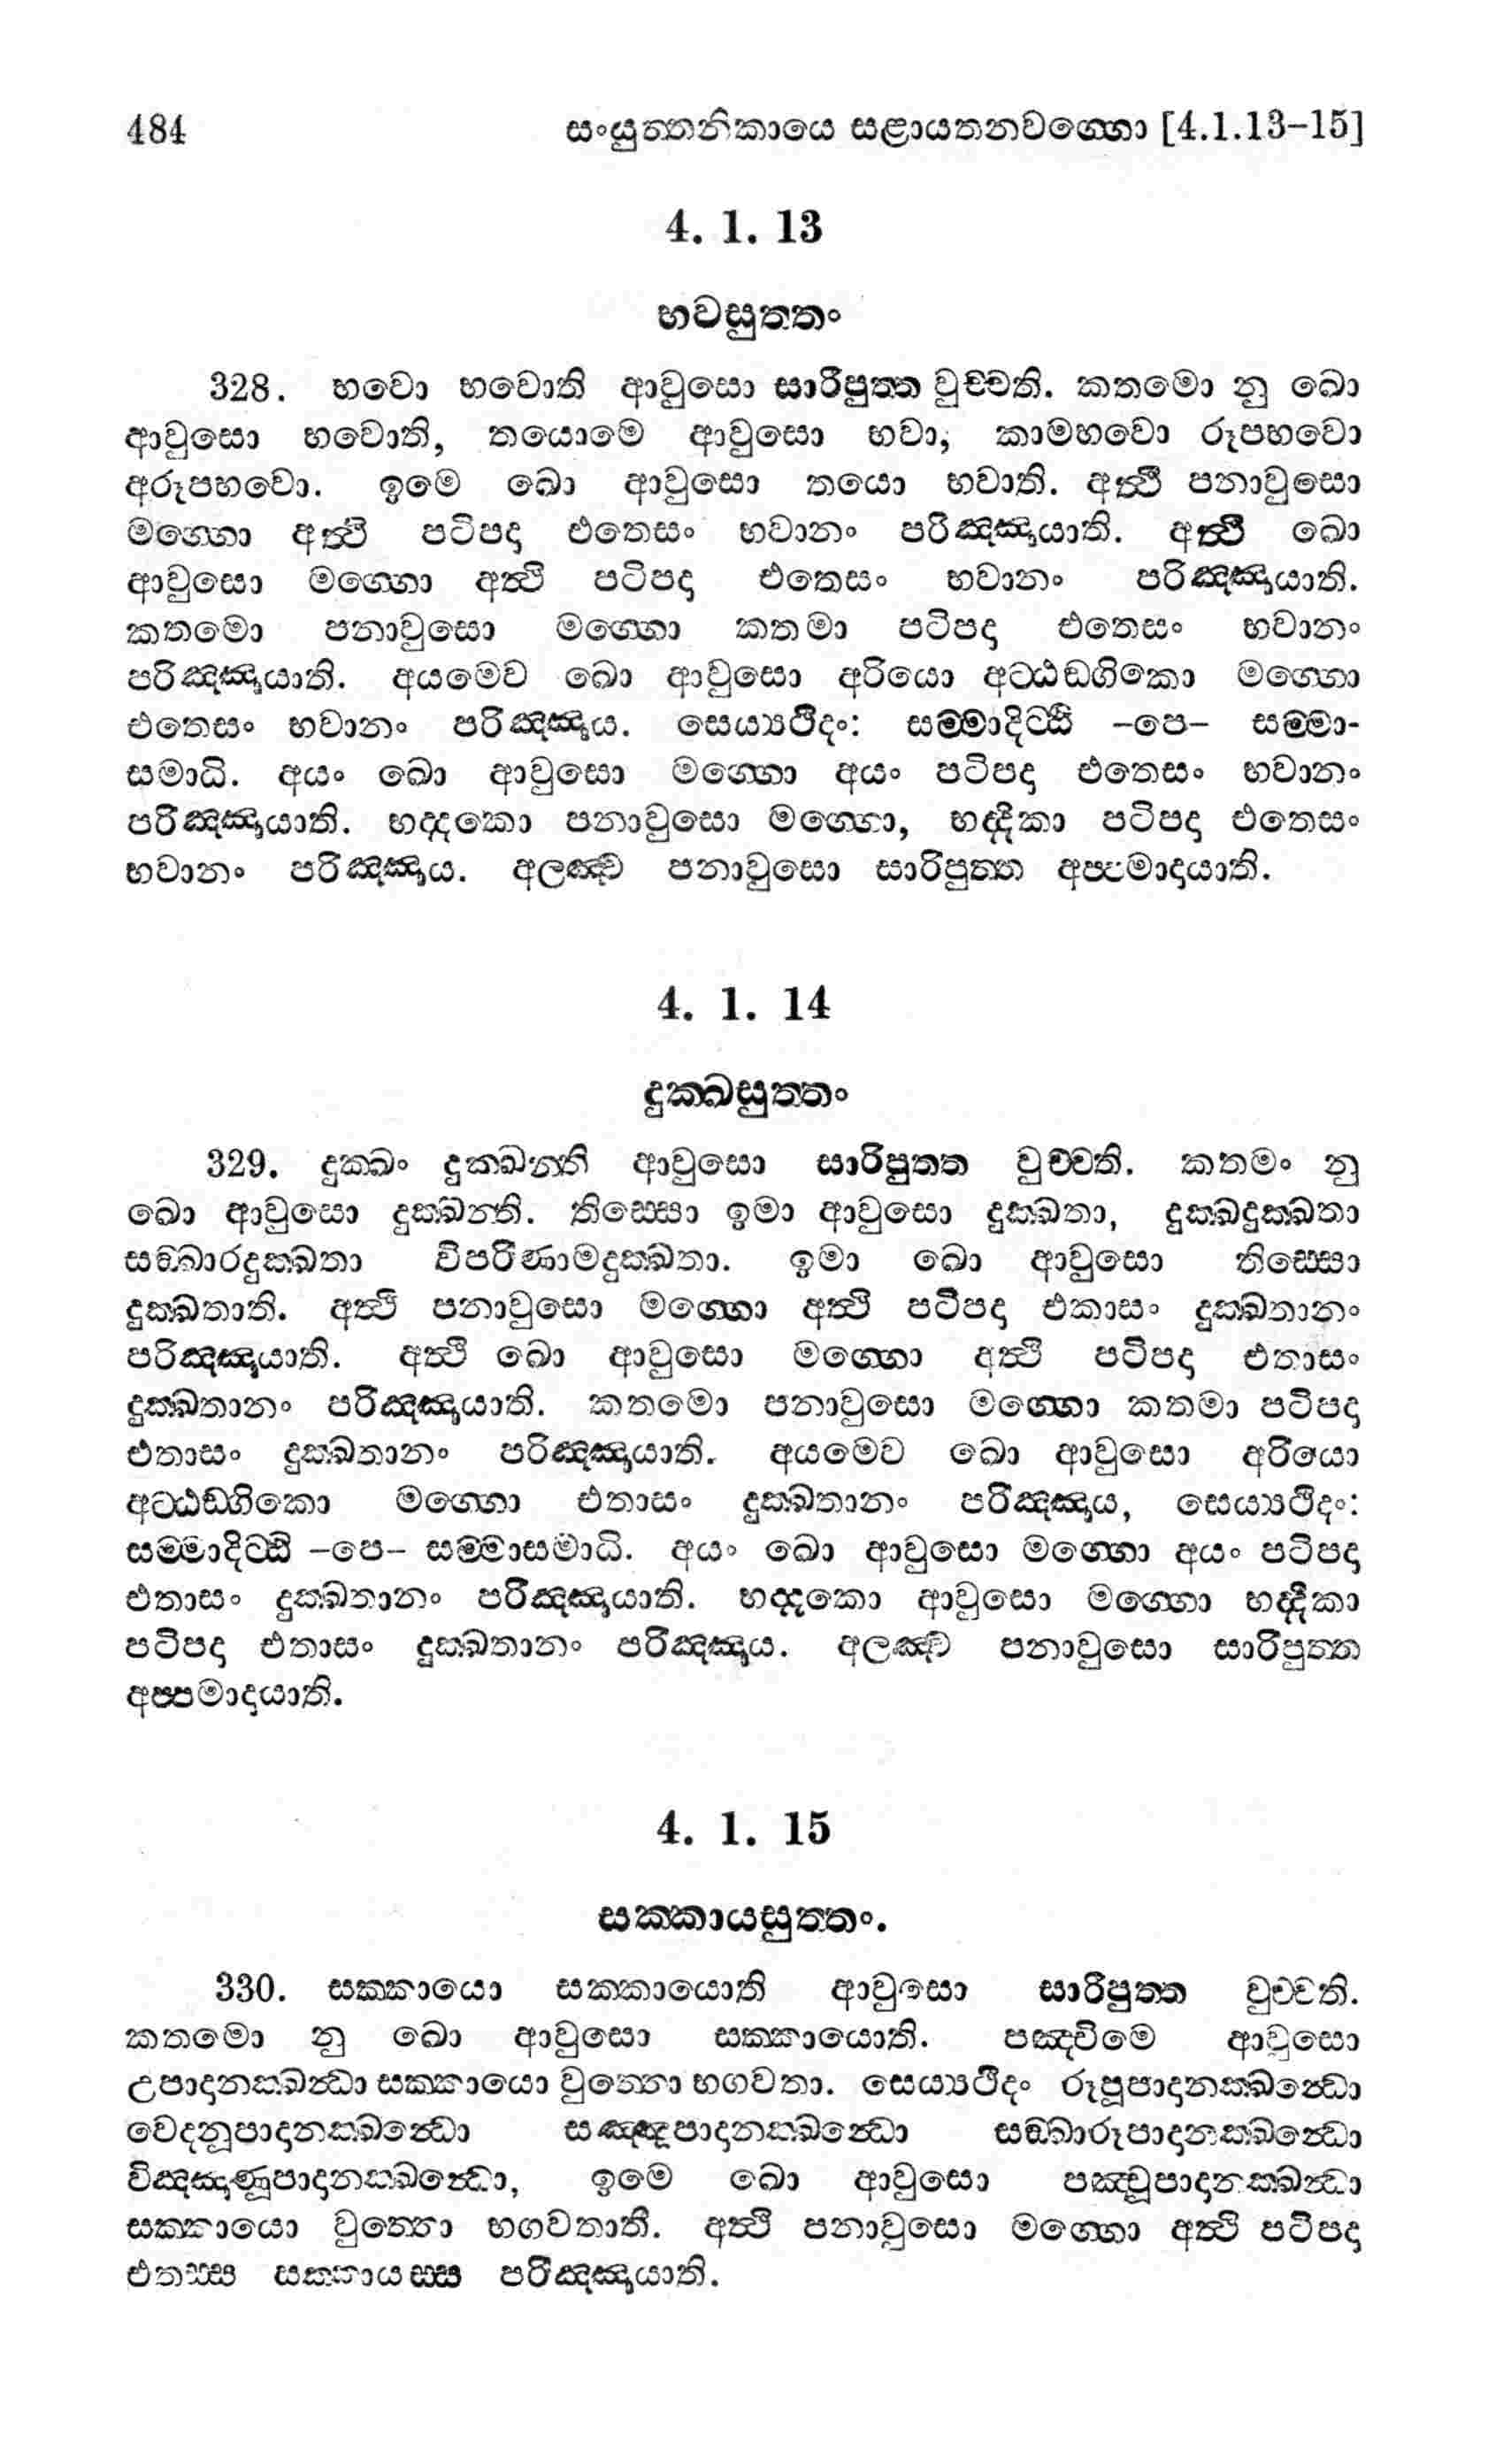 484 සංයුත්තනිකායෙ සළායතනවග්ගො [4.1.13-15]
4. 1. 13
භවසුත්තං
328. භවො භවොති ආවුසො සාරිපුත්ත වුච්චති. කතමො නු ඛො
ආවුසො භවොති, තයොමෙ ආවුසො භවා, කාමභවො රූපභවො
අරූපභවො. ඉමෙ ඛො ආවුසො තයො භවාති. අත්ථි පනාවුසො
මග්ගො අත්ථි පටිපදා එතෙසං භවානං පරිඤ්ඤායාති. අත්ථි ඛො
ආවුසො මග්ගො අත්ථි පටිපදා එතෙසං භවානං පරිඤ්ඤායාති.
කතමො පනාවුසො මග්ගො කතමා පටිපදා එතෙසං භවානං
පරිඤ්ඤායාති. අයමෙව ඛො ආවුසො අරියො අට්ඨඞ්ගිකො මග්ගො
එතෙසං භවානං පරිඤ්ඤාය. සෙය්‍යථිදං: සම්මාදිට්ඨි -පෙ- සම්මා-
සමාධි. අයං ඛො ආවුසො මග්ගො අයං පටිපදා එතෙසං භවානං
පරිඤ්ඤායාති. භද්දකො පනාවුසො මග්ගො, භද්දිකා පටිපදා එතෙසං
භවානං පරිඤ්ඤාය. අලඤ්ච පනාවුසො සාරිපුත්ත අප්පමාදායාති.
4. 1. 14
දුක්ඛසුත්තං
329. දුක්ඛං දුක්ඛන්ති ආවුසො සාරිපුත්ත වුච්චති. කතමං නු
ඛො ආවුසො දුක්ඛන්ති. තිස්සො ඉමා ආවුසො දුක්ඛතා, දුක්ඛදුක්ඛතා
සඞ්ඛාරදුක්ඛතා විපරිණාමදුක්ඛතා. ඉමා ඛො ආවුසො තිස්සො
දුක්ඛතාති. අත්ථි පනාවුසො මග්ගො අත්ථි පටිපදා එකාසං දුක්ඛතානං
පරිඤ්ඤායාති. අත්ථි ඛො ආවුසො මග්ගො අත්ථි පටිපදා එතාසං
දුක්ඛතානං පරිඤ්ඤායාති. කතමො පනාවුසො මග්ගො කතමා පටිපදා
එතාසං දුක්ඛතානං පරිඤ්ඤායාති. අයමෙව ඛො ආවුසො අරියො
අට්ඨඞ්ගිකො මග්ගො එතාසං දුක්ඛතානං පරිඤ්ඤාය, සෙය්‍යථිදං:
සම්මාදිට්ඨි -පෙ- සම්මාසමාධි. අයං ඛො ආවුසො මග්ගො අයං පටිපදා
එතාසං දුක්ඛතානං පරිඤ්ඤායාති. භද්දකො ආවුසො මග්ගො භද්දිකා
පටිපදා එතාසං දූක්ඛතානං පරිඤ්ඤාය. අලඤ්ච පනාවුසො සාරිපුත්ත
අප්පමාදායාති.
4. 1. 15
සක්කායසුත්තං.
330. සක්කායො සක්කායොති ආවුසො සාරිපුත්ත වුච්චති.
කතමො නු ඛො ආවුසො සක්කායොති. පඤ්චිමෙ ආවුසො
උපාදානක්ඛන්ධා සක්කායො වුත්තො භගවතා. සෙය්‍යථිදං රූපූපාදානක්ඛන්ධො
වෙදනූපාදානක්ඛන්ධො සඤ්ඤූපාදානක්ඛන්ධො සඞ්ඛාරූපාදානක්ඛන්ධො
විඤ්ඤාණූපාදානක්ඛන්ධො, ඉමෙ ඛො ආවුසො පඤ්චූපාදානක්ඛන්ධා
සක්කායො වුත්තො භගවතාති. අත්ථි පනාවුසො මග්ගො අත්ථි පටිපදා
එතස්ස සක්කායස්ස පරිඤ්ඤායාති.